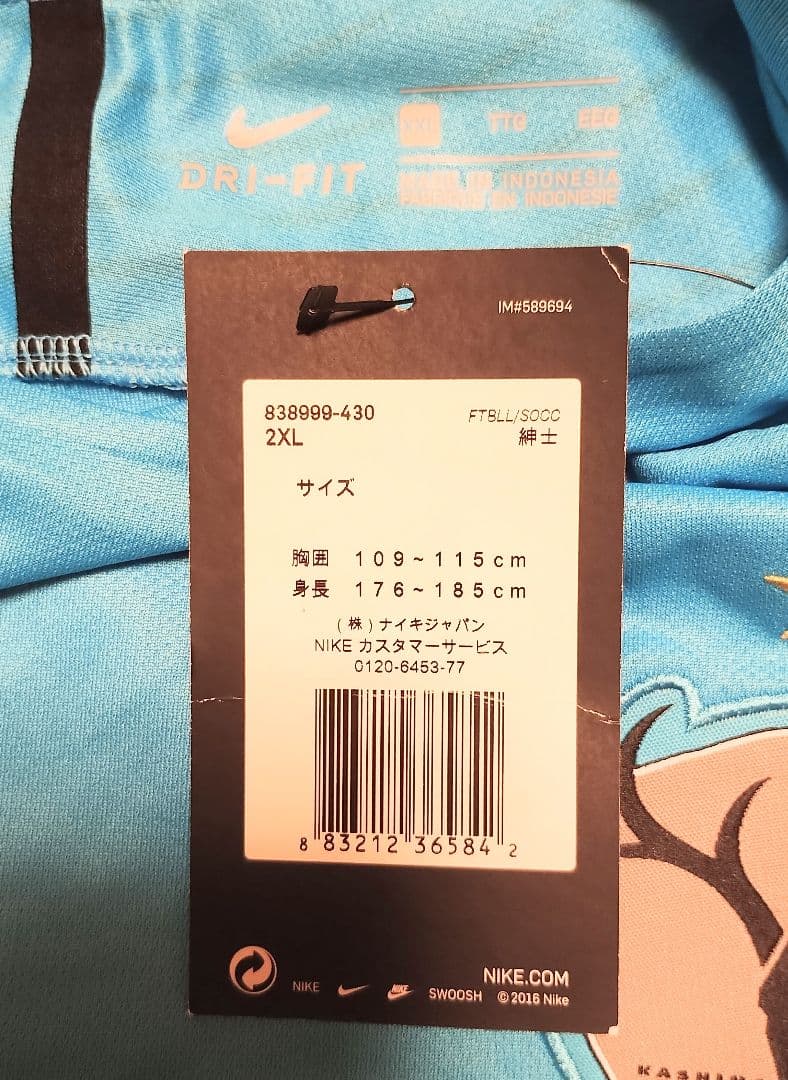 DRI-FIT
XXL TTG EEG
MADE IN INDONESIA
FABRIQUÉ EN INDONÉSIE
IM#589694
838999-430 FTBLL/SOCC
2XL 紳士
サイズ
胸囲 109~115cm
身長 176~185cm
(株)ナイキジャパン
NIKE カスタマーサービス
0120-6453-77
8 83212 36584 2
NIKE.COM
NIKE NIKE SWOOSH © 2016 Nike